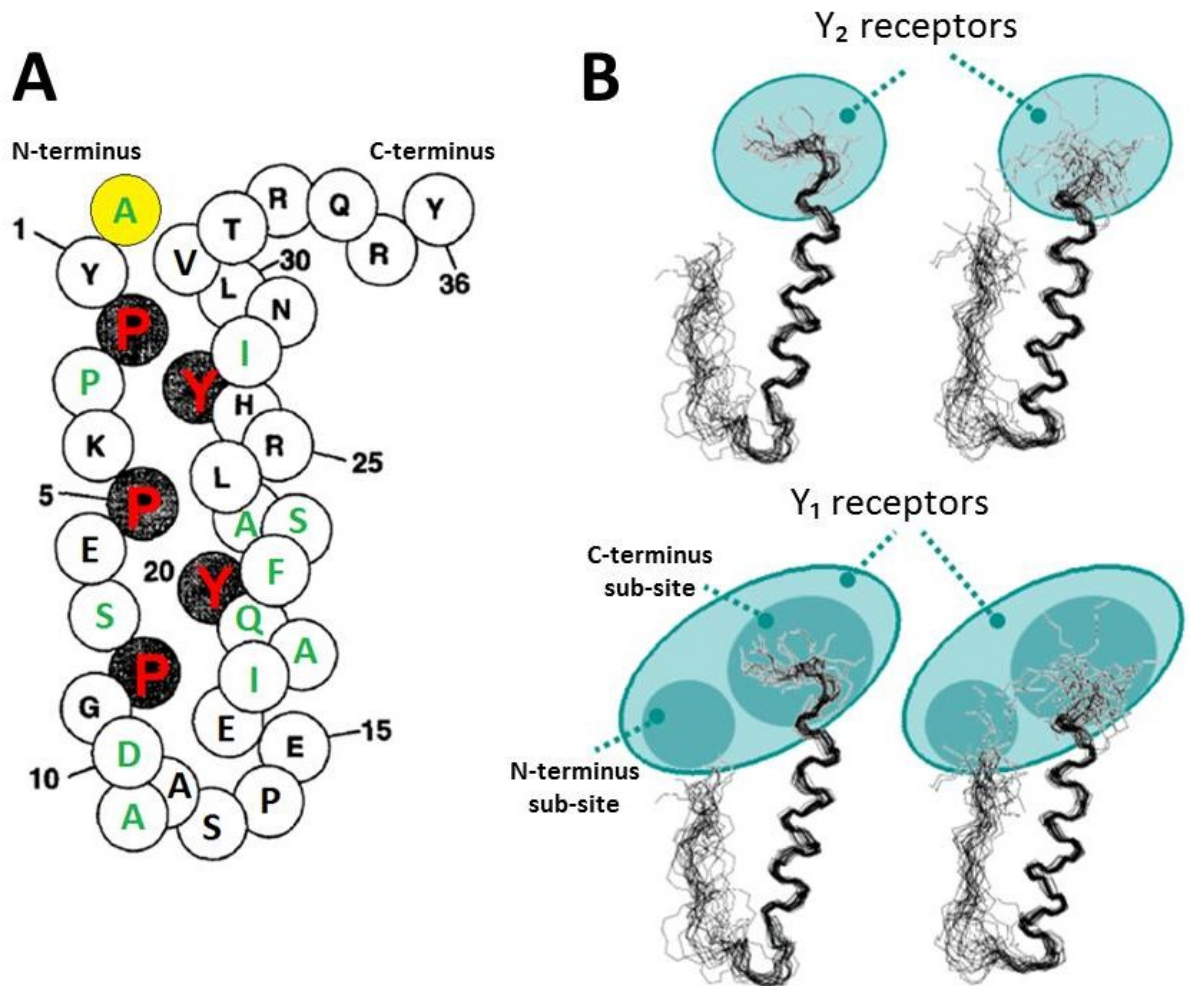 A
N-terminus
C-terminus
A
1
Y
P
P
K
5
P
E
S
P
G
10
D
A
A
S
P
15
E
E
I
A
Q
20
Y
F
S
A
L
25
R
H
Y
I
N
30
L
V
T
R
Q
R
Y
36
B
Y₂ receptors
Y₁ receptors
C-terminus
sub-site
N-terminus
sub-site